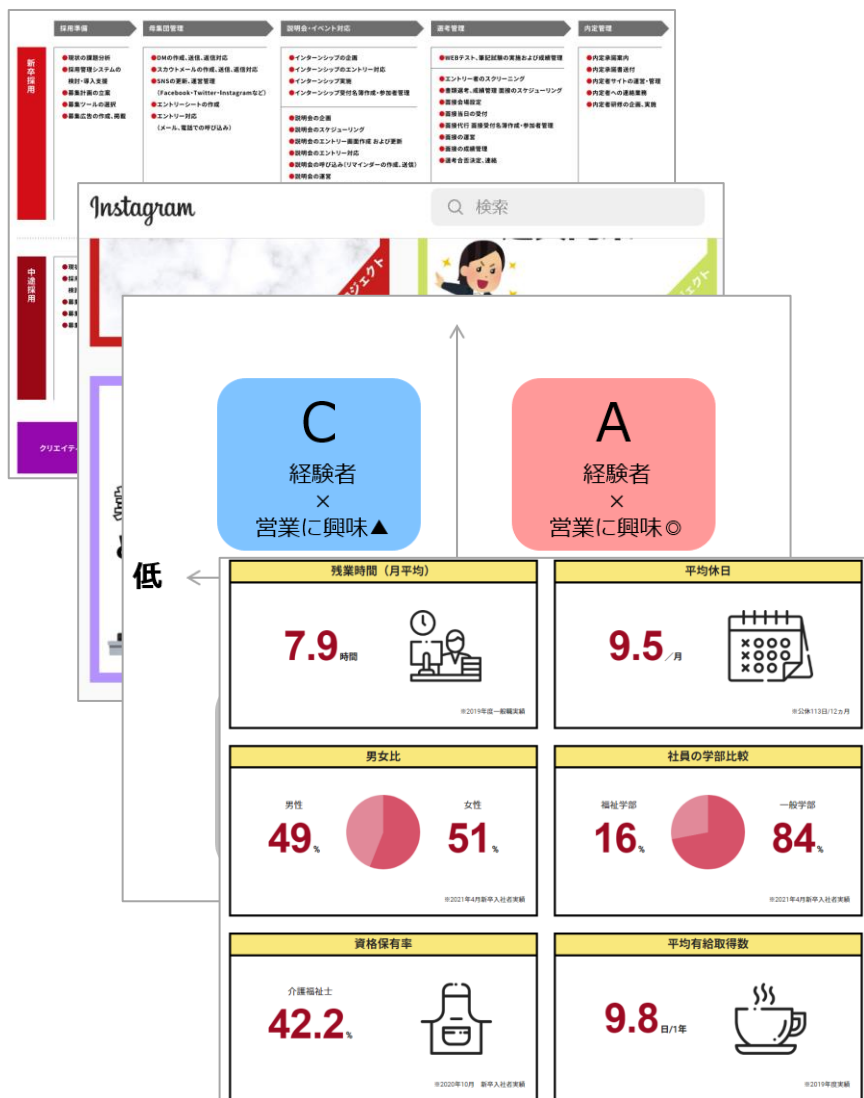 採用準備
母集団管理
説明会・イベント対応
選考管理
内定管理
新卒採用
●現状の課題分析
●採用管理システムの
検討・導入支援
●募集計画の立案
●募集ツールの選択
●募集広告の作成、掲載
●DMの作成、送信、返信対応
●スカウトメールの作成、送信、返信対応
●SNSの更新、運営管理
(Facebook・Twitter・Instagramなど)
●エントリーシートの作成
●エントリー対応
(メール、電話での呼び込み)
●インターンシップの企画
●インターンシップのエントリー対応
●インターンシップ実施
●インターンシップ受付名簿作成・参加者管理
●説明会の企画
●説明会のスケジューリング
●説明会のエントリー画面作成 および更新
●説明会のエントリー対応
●説明会の呼び込み(リマインダーの作成、送信)
●説明会の運営
●WEBテスト、筆記試験の実施および成績管理
●エントリー者のスクリーニング
●書類選考、成績管理 面接のスケジューリング
●面接会場設定
●面接当日の受付
●面接代行 面接受付名簿作成・参加者管理
●面接の運営
●面接の成績管理
●選考合否決定、連絡
●内定承諾案内
●内定承諾書送付
●内定者サイトの運営・管理
●内定者への連絡業務
●内定者研修の企画、実施
中途採用
クリエイテ
Instagram
検索
ジェクト
ジェクト
C
経験者
×
営業に興味▲
A
経験者
×
営業に興味◎
低
残業時間(月平均)
7.9時間
※2019年度一般職実績
平均休日
9.5/月
※公休113日/12ヵ月
男女比
男性
49%
女性
51%
※2021年4月新卒入社者実績
社員の学部比較
福祉学部
16%
一般学部
84%
※2021年4月新卒入社者実績
資格保有率
介護福祉士
42.2%
※2020年10月 新卒入社者実績
平均有給取得数
9.8日/1年
※2019年度実績